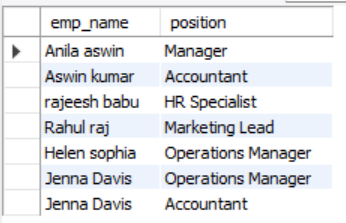 emp_name position
Anila aswin Manager
Aswin kumar Accountant
rajeesh babu HR Specialist
Rahul raj Marketing Lead
Helen sophia Operations Manager
Jenna Davis Operations Manager
Jenna Davis Accountant